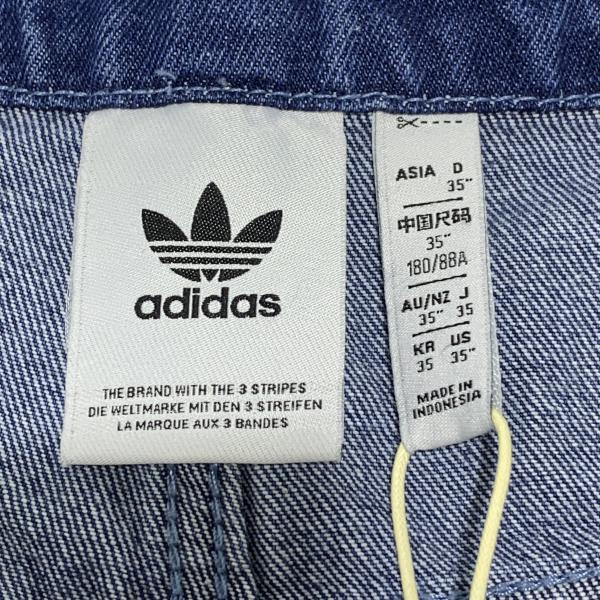 adidas
THE BRAND WITH THE 3 STRIPES
DIE WELTMARKE MIT DEN 3 STREIFEN
LA MARQUE AUX 3 BANDES
ASIA D
35"
中国尺码
35"
180/88A
AU/NZ J
35" 35
KR US
35 35"
MADE IN
INDONESIA